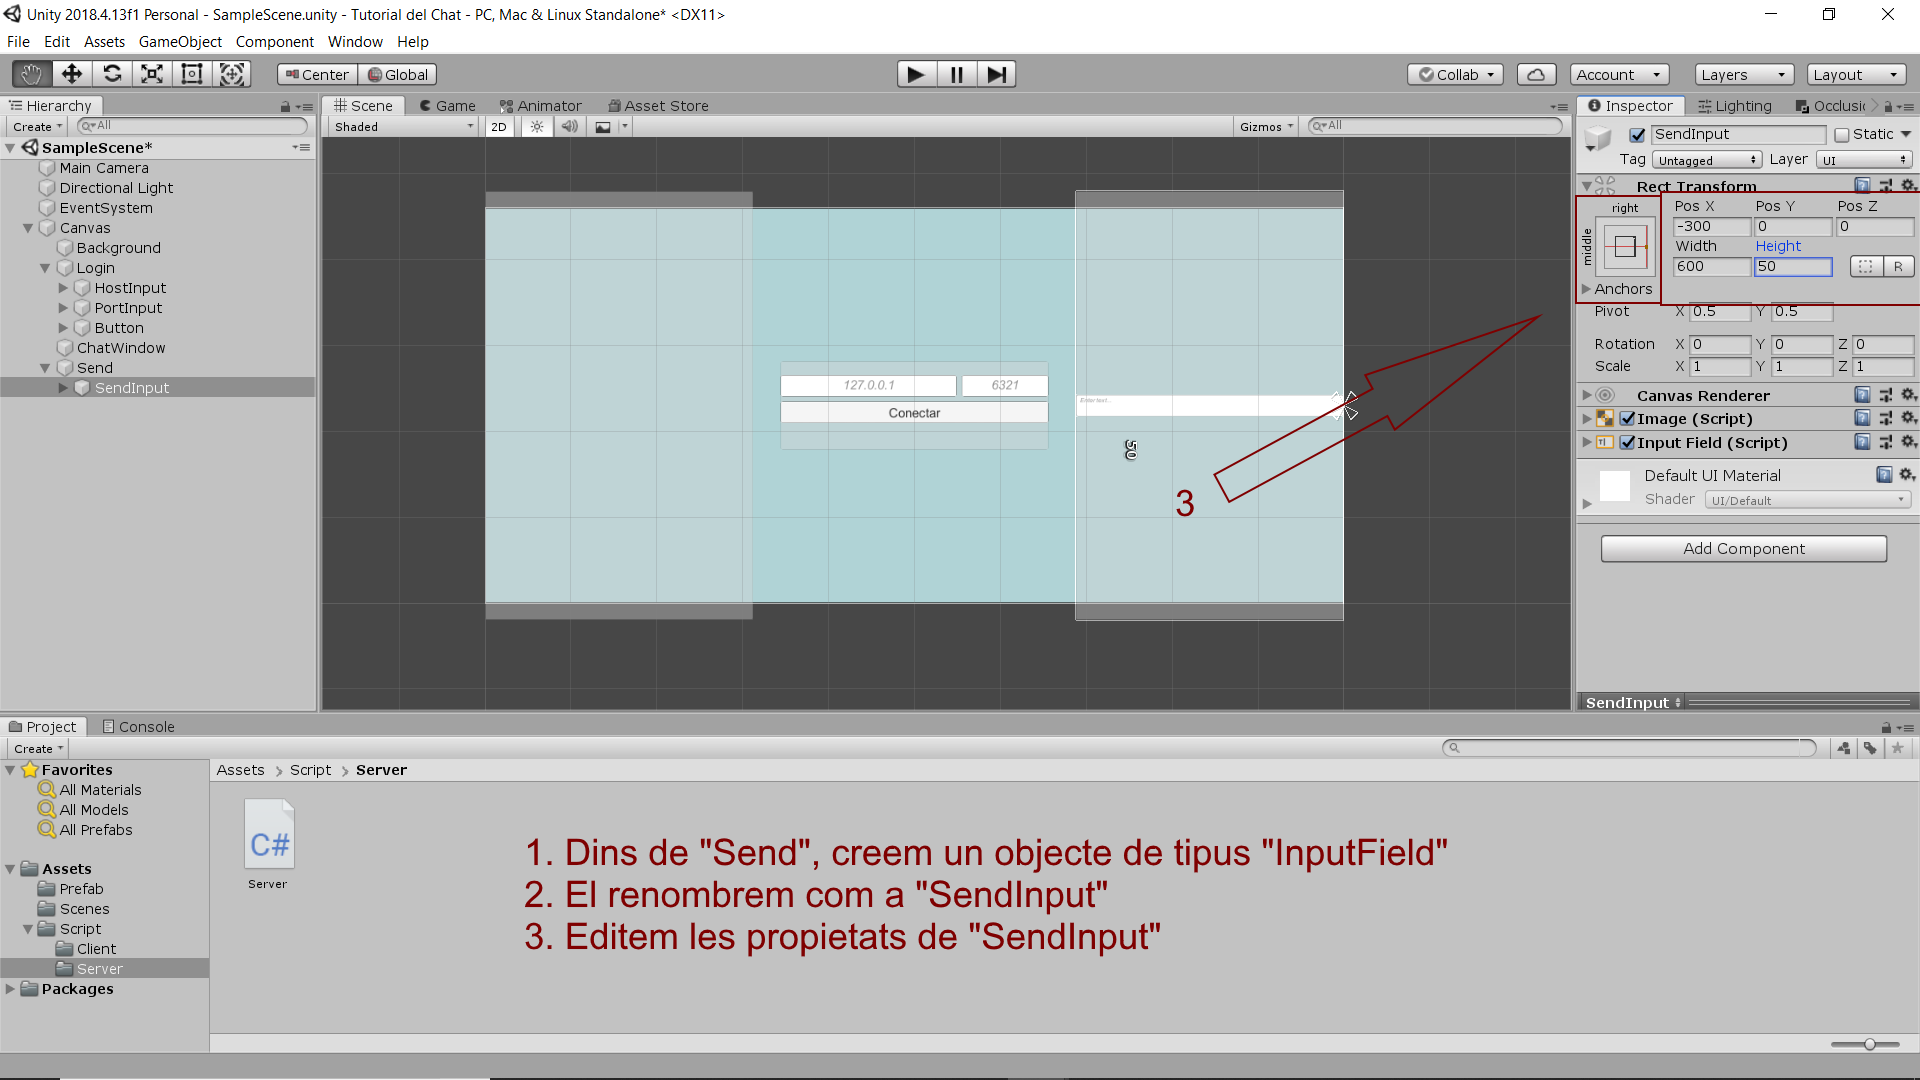 Unity 2018.4.13f1 Personal - SampleScene.unity - Tutorial del Chat - PC, Mac & Linux Standalone* <DX11>
File Edit Assets GameObject Component Window Help
Center Global
Collab Account Layers Layout
Hierarchy
Create All
SampleScene*
Main Camera
Directional Light
EventSystem
Canvas
Background
Login
HostInput
PortInput
Button
ChatWindow
Send
SendInput
Scene Game Animator Asset Store
Shaded 2D Gizmos All
127.0.0.1 6321
Conectar
Enter text...
50
3
Inspector Lighting Occlusic
SendInput Static
Tag Untagged Layer UI
Rect Transform
right
middle
Pos X Pos Y Pos Z
-300 0 0
Width Height
600 50 R
Anchors
Pivot X 0.5 Y 0.5
Rotation X 0 Y 0 Z 0
Scale X 1 Y 1 Z 1
Canvas Renderer
Image (Script)
Input Field (Script)
Default UI Material
Shader UI/Default
Add Component
SendInput
Project Console
Create
Favorites
All Materials
All Models
All Prefabs
Assets
Prefab
Scenes
Script
Client
Server
Packages
Assets Script Server
C#
Server
1. Dins de "Send", creem un objecte de tipus "InputField"
2. El renombrem com a "SendInput"
3. Editem les propietats de "SendInput"